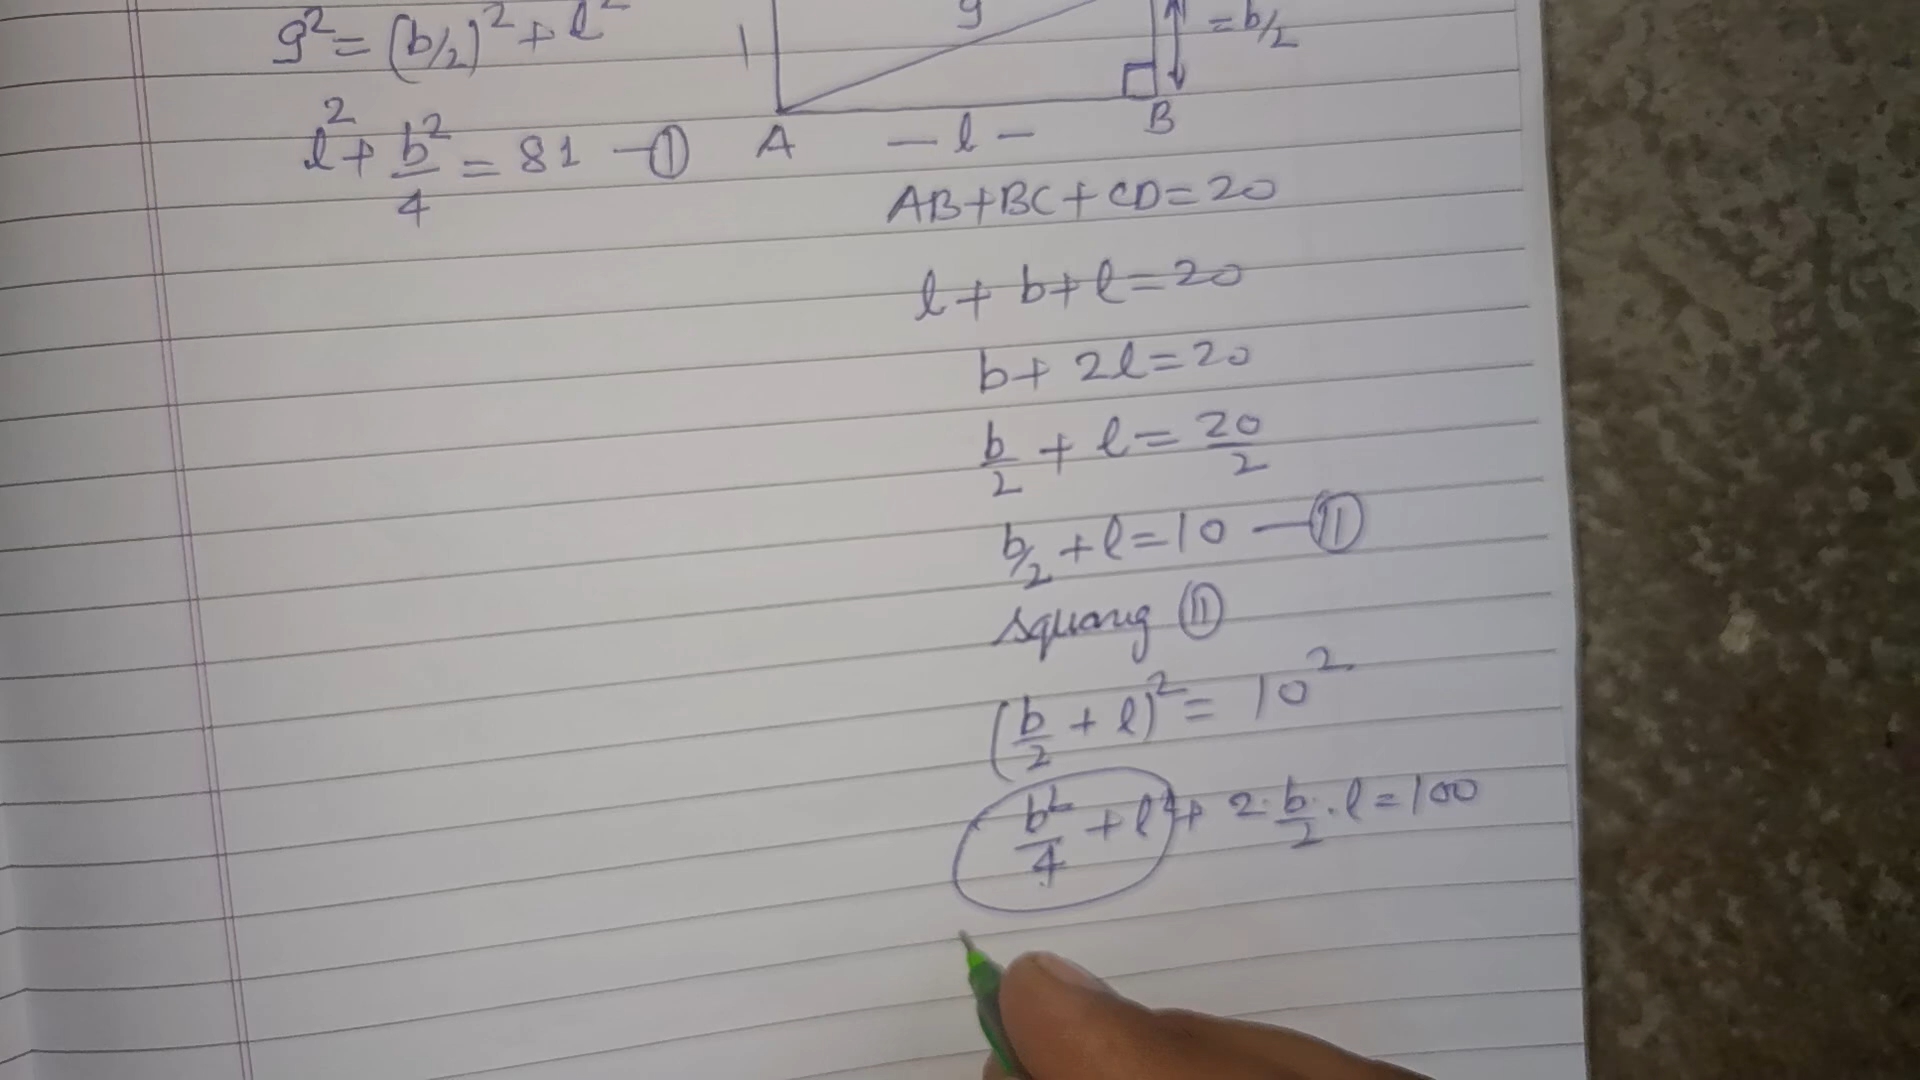 9² = (b/2)² + l²
l² + b²/4 = 81 — ①
9
= b/2
A — l — B
AB + BC + CD = 20
l + b + l = 20
b + 2l = 20
b/2 + l = 20/2
b/2 + l = 10 — ⑪
squaring ⑪
(b/2 + l)² = 10²
b²/4 + l² + 2·b/2·l = 100